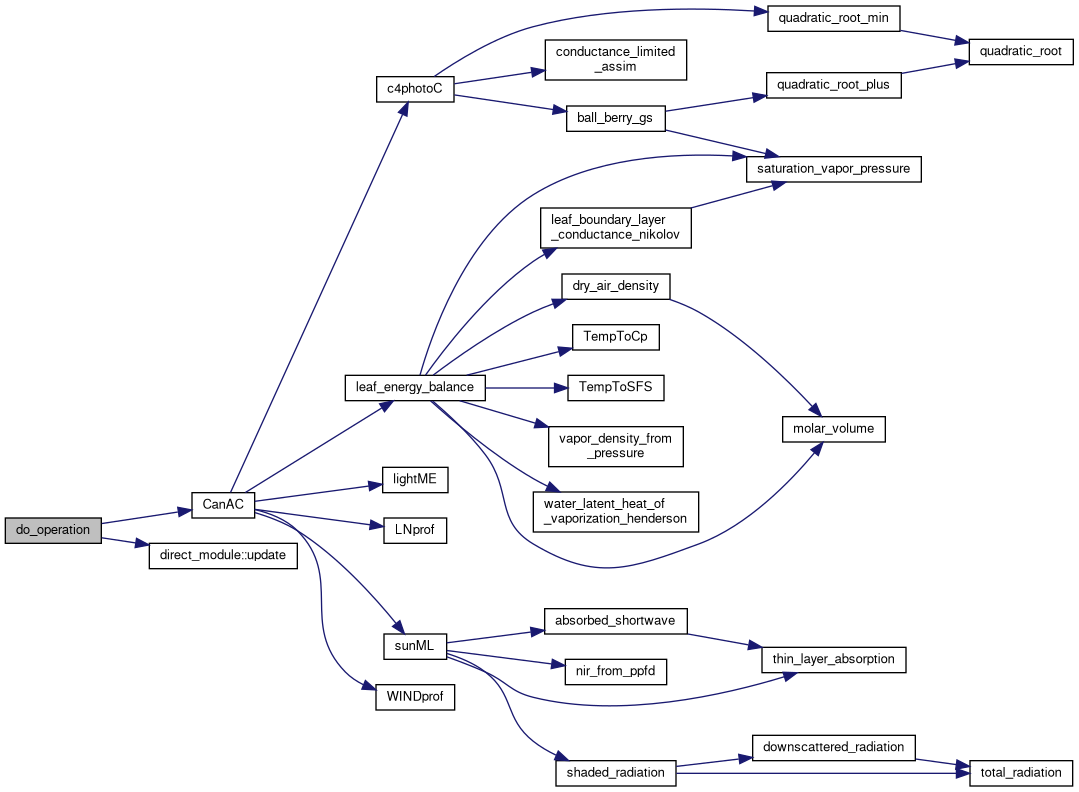 quadratic_root_min
quadratic_root
conductance_limited
_assim
c4photoC
quadratic_root_plus
ball_berry_gs
saturation_vapor_pressure
leaf_boundary_layer
_conductance_nikolov
dry_air_density
TempToCp
leaf_energy_balance
TempToSFS
molar_volume
vapor_density_from
_pressure
lightME
CanAC
water_latent_heat_of
_vaporization_henderson
do_operation
LNprof
direct_module::update
absorbed_shortwave
sunML
thin_layer_absorption
nir_from_ppfd
WINDprof
downscattered_radiation
shaded_radiation
total_radiation